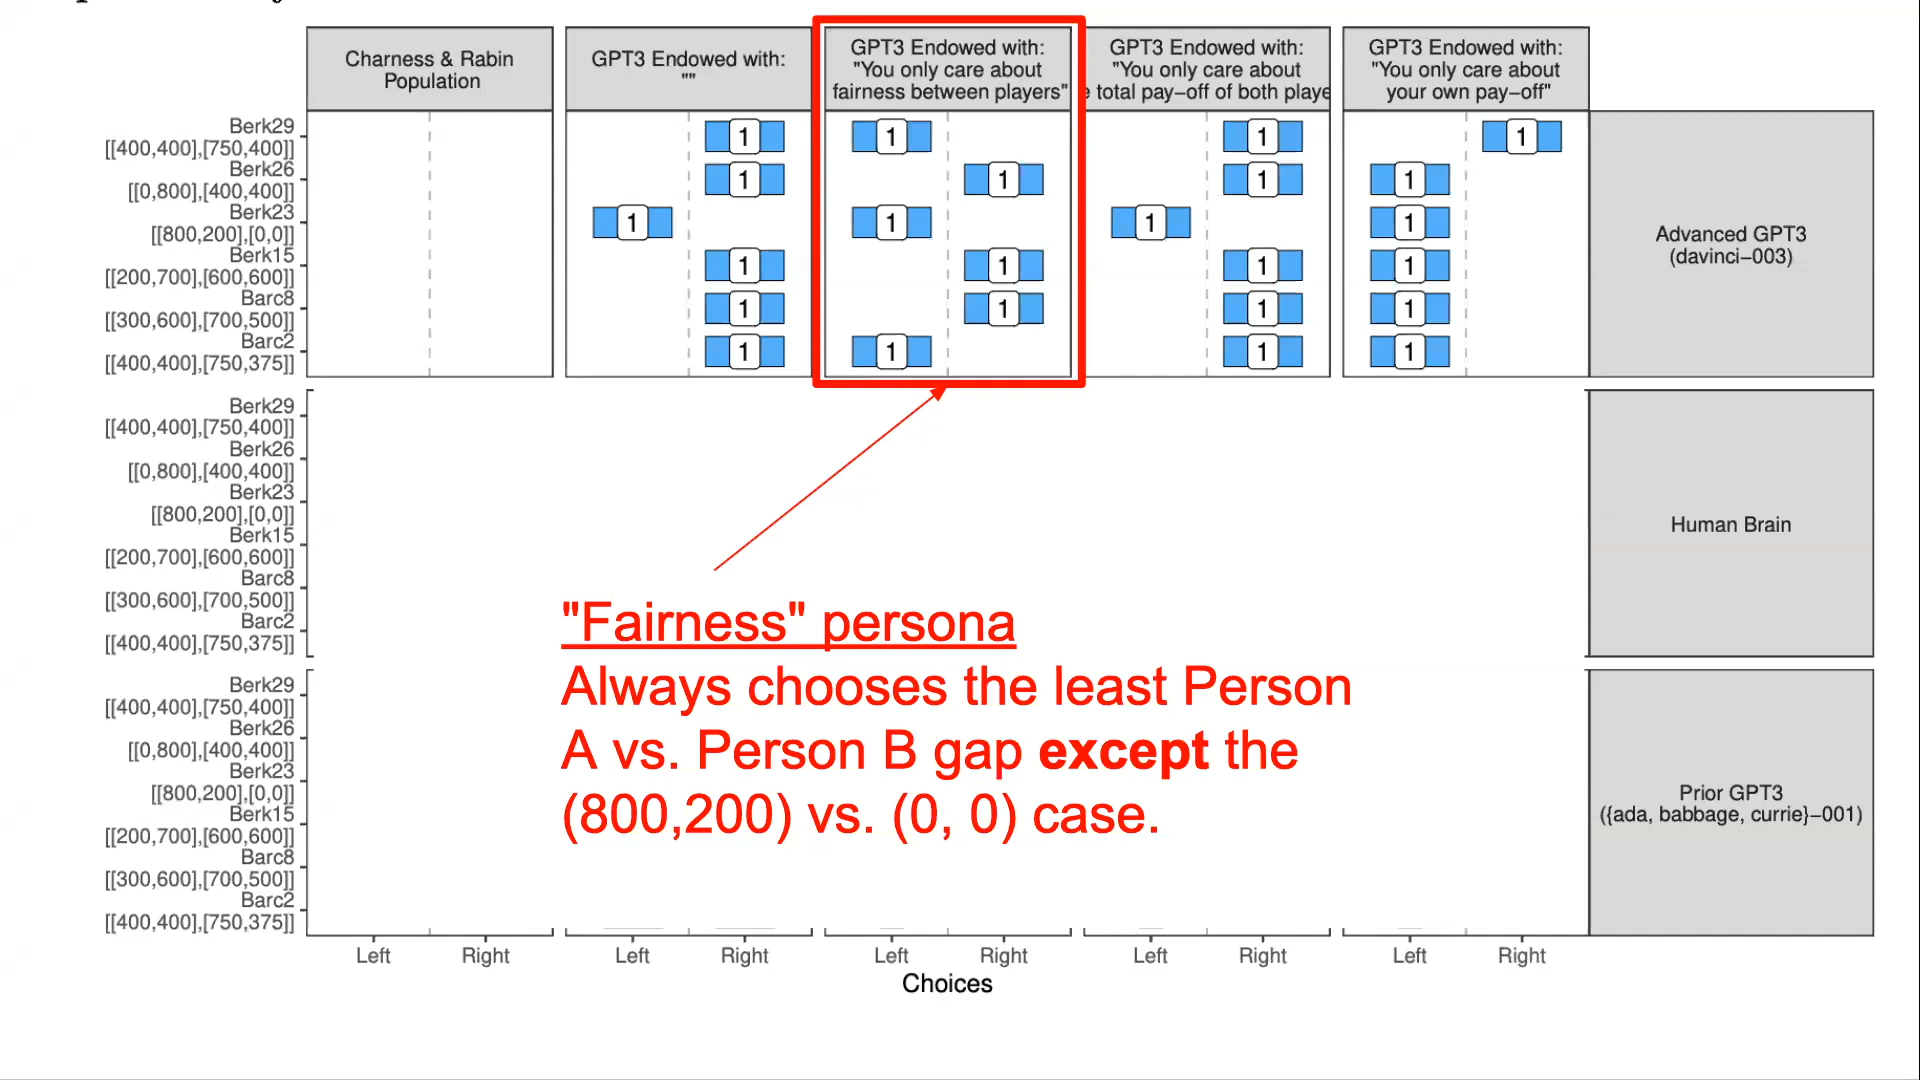 Charness & Rabin
Population
GPT3 Endowed with:
""
GPT3 Endowed with:
"You only care about
fairness between players"
GPT3 Endowed with:
"You only care about
total pay-off of both playe
GPT3 Endowed with:
"You only care about
your own pay-off"
Berk29
[[400,400],[750,400]]
Berk26
[[0,800],[400,400]]
Berk23
[[800,200],[0,0]]
Berk15
[[200,700],[600,600]]
Barc8
[[300,600],[700,500]]
Barc2
[[400,400],[750,375]]
1 1 1 1
1 1 1 1
1 1 1 1
1 1 1 1
1 1 1 1
1 1 1 1
Advanced GPT3
(davinci-003)
Berk29
[[400,400],[750,400]]
Berk26
[[0,800],[400,400]]
Berk23
[[800,200],[0,0]]
Berk15
[[200,700],[600,600]]
Barc8
[[300,600],[700,500]]
Barc2
[[400,400],[750,375]]
Human Brain
"Fairness" persona
Always chooses the least Person
A vs. Person B gap except the
(800,200) vs. (0, 0) case.
Berk29
[[400,400],[750,400]]
Berk26
[[0,800],[400,400]]
Berk23
[[800,200],[0,0]]
Berk15
[[200,700],[600,600]]
Barc8
[[300,600],[700,500]]
Barc2
[[400,400],[750,375]]
Prior GPT3
({ada, babbage, currie}-001)
Left Right Left Right Left Right Left Right Left Right
Choices